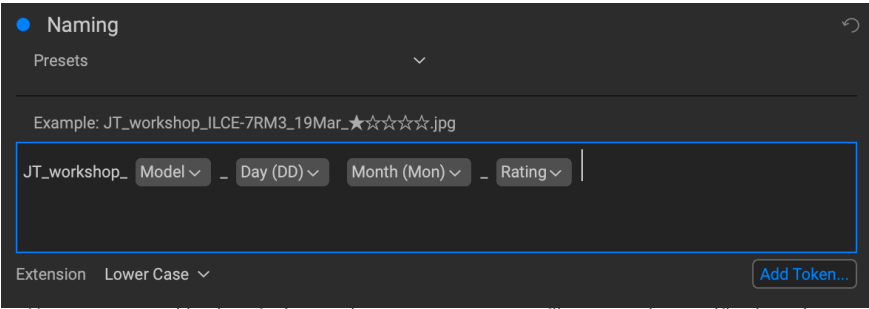 Naming
Presets
Example: JT_workshop_ILCE-7RM3_19Mar_★☆☆☆☆.jpg
JT_workshop_ Model _ Day (DD) Month (Mon) _ Rating
Extension Lower Case Add Token...